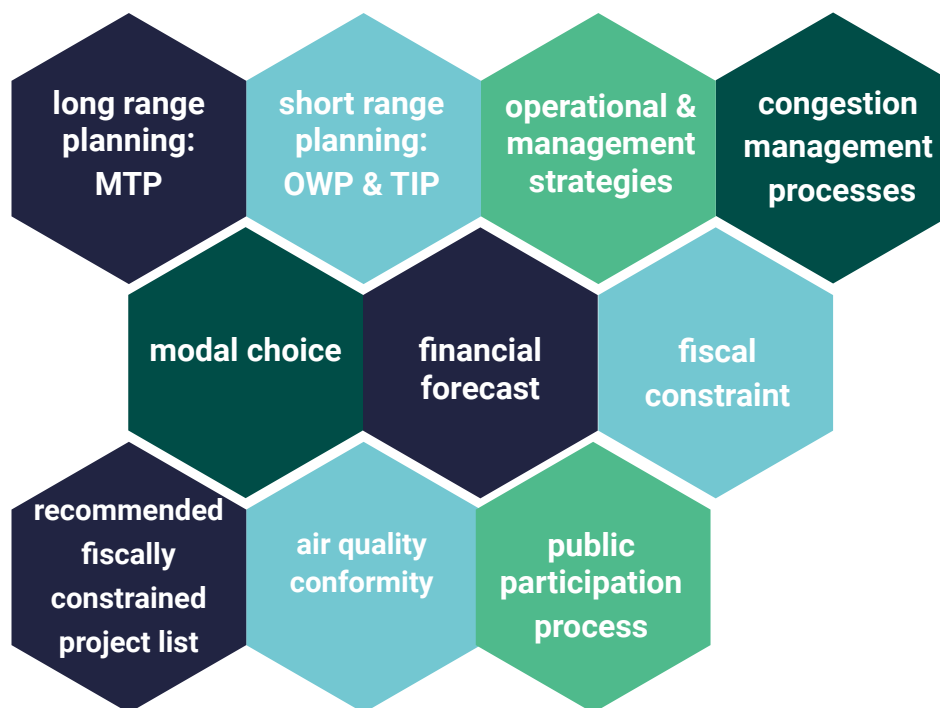 long range
planning:
MTP
short range
planning:
OWP & TIP
operational &
management
strategies
congestion
management
processes
modal choice
financial
forecast
fiscal
constraint
recommended
fiscally
constrained
project list
air quality
conformity
public
participation
process